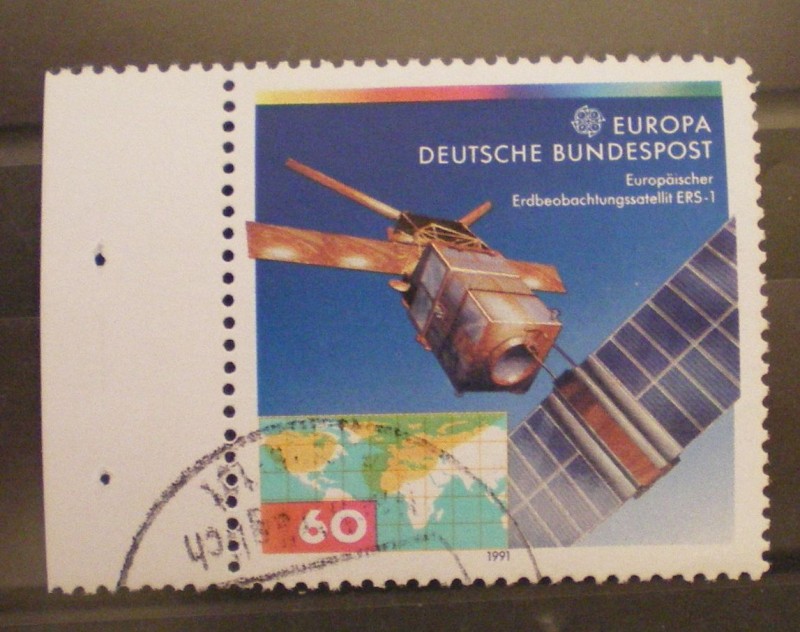 EUROPA
DEUTSCHE BUNDESPOST
Europäischer
Erdbeobachtungssatellit ERS-1
60
1991